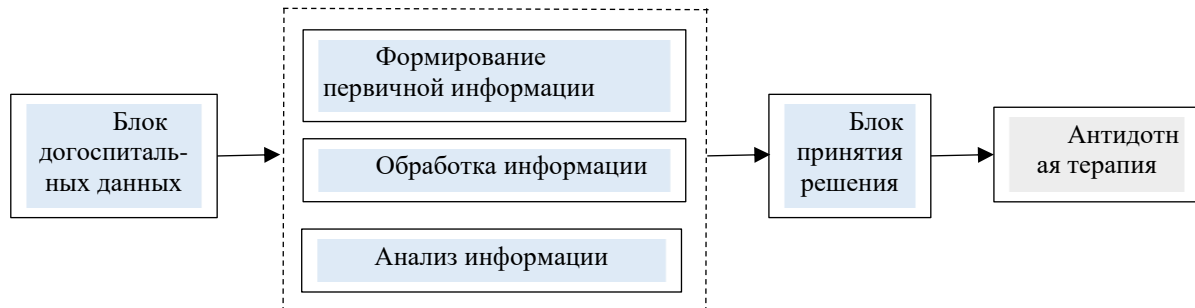 Блок
догоспиталь-
ных данных
Формирование
первичной информации
Обработка информации
Анализ информации
Блок
принятия
решения
Антидотн
ая терапия